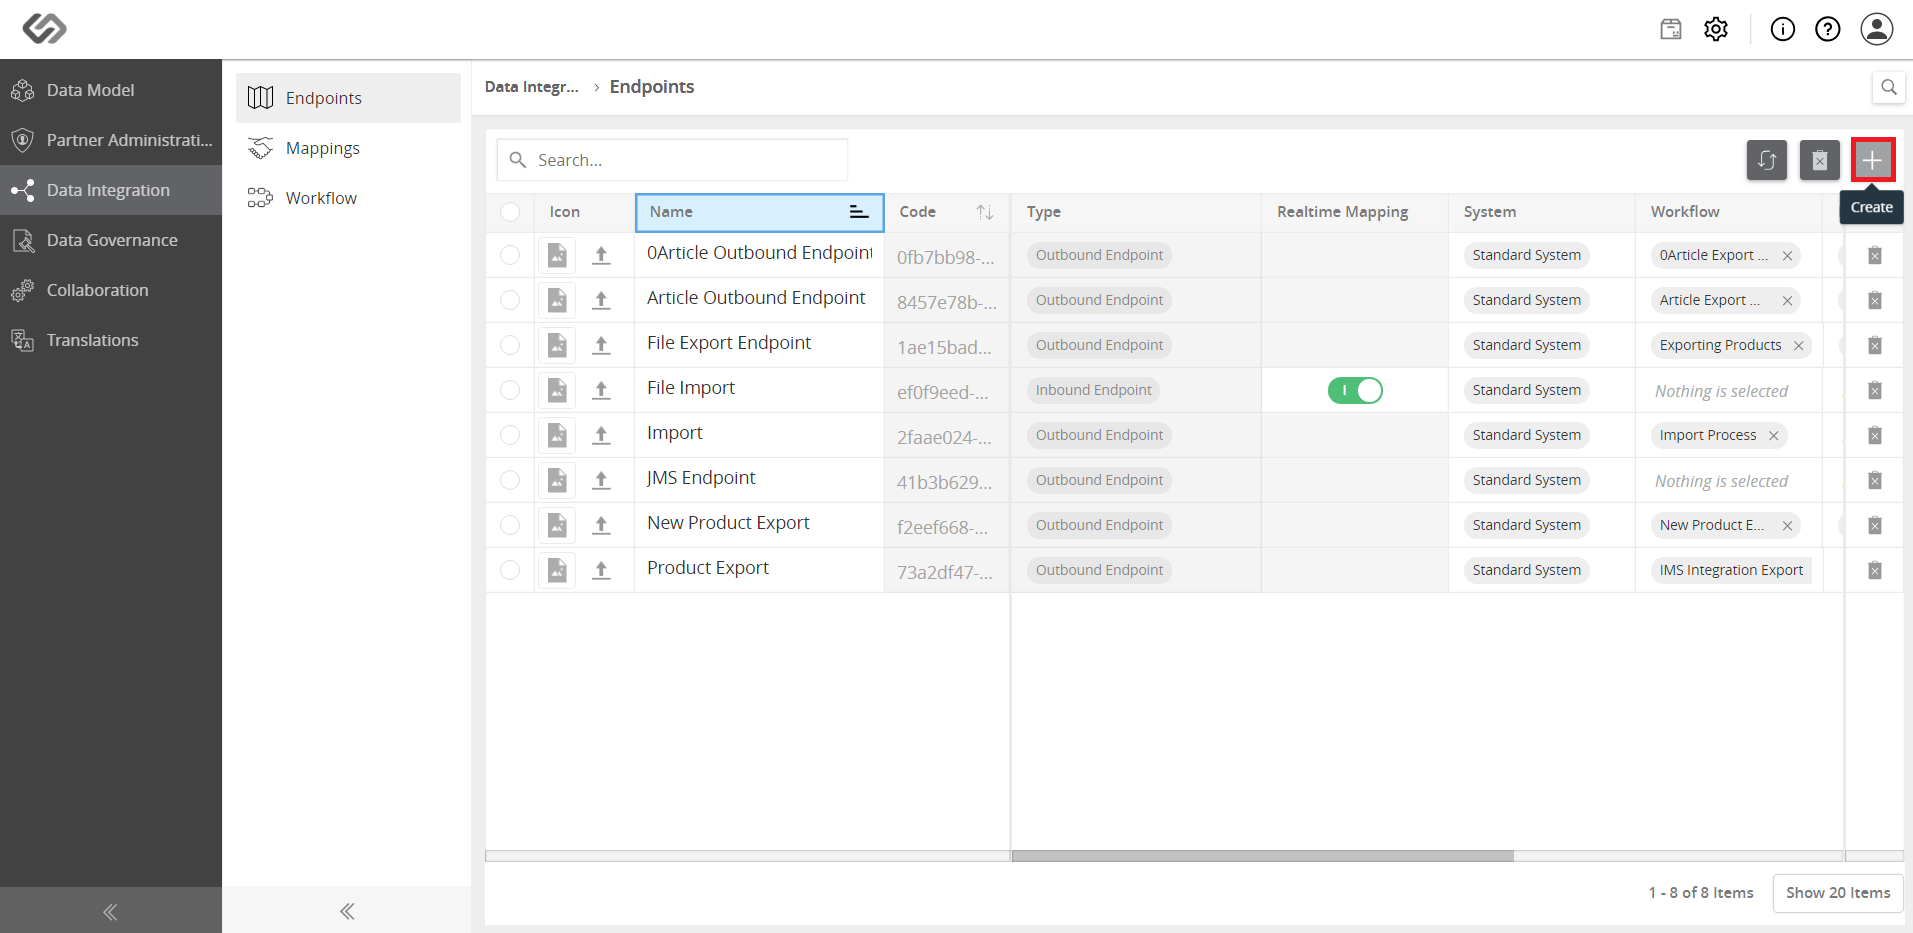 Data Model
Partner Administrati...
Data Integration
Data Governance
Collaboration
Translations
Endpoints
Mappings
Workflow
Data Integr... > Endpoints
Search...
Create
Icon Name Code Type Realtime Mapping System Workflow
0Article Outbound Endpoint 0fb7bb98-... Outbound Endpoint Standard System 0Article Export ...
Article Outbound Endpoint 8457e78b-... Outbound Endpoint Standard System Article Export ...
File Export Endpoint 1ae15bad... Outbound Endpoint Standard System Exporting Products
File Import ef0f9eed-... Inbound Endpoint Standard System Nothing is selected
Import 2faae024-... Outbound Endpoint Standard System Import Process
JMS Endpoint 41b3b629... Outbound Endpoint Standard System Nothing is selected
New Product Export f2eef668-... Outbound Endpoint Standard System New Product E...
Product Export 73a2df47-... Outbound Endpoint Standard System IMS Integration Export
1 - 8 of 8 Items Show 20 Items